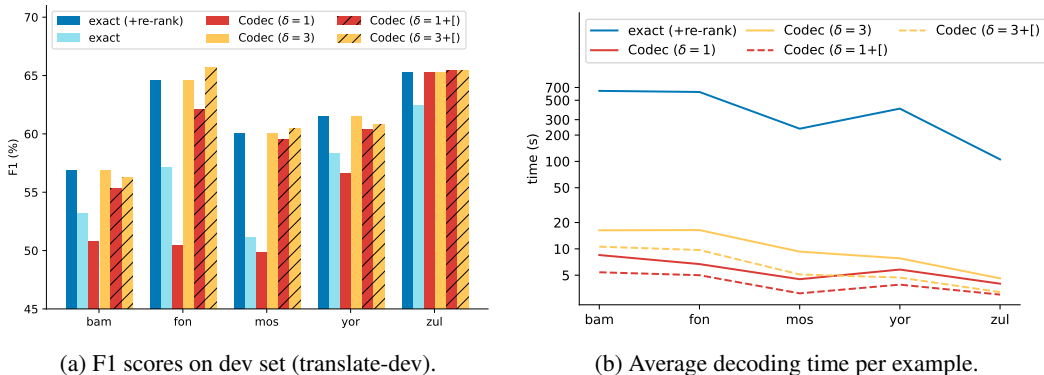 70
65
60
55
50
45
F1 (%)
exact (+re-rank)
exact
Codec (δ = 1)
Codec (δ = 3)
Codec (δ = 1+[)
Codec (δ = 3+[)
bam fon mos yor zul
(a) F1 scores on dev set (translate-dev).
exact (+re-rank) Codec (δ = 3) Codec (δ = 3+[)
Codec (δ = 1) Codec (δ = 1+[)
700
500
300
200
100
50
20
10
5
time (s)
bam fon mos yor zul
(b) Average decoding time per example.